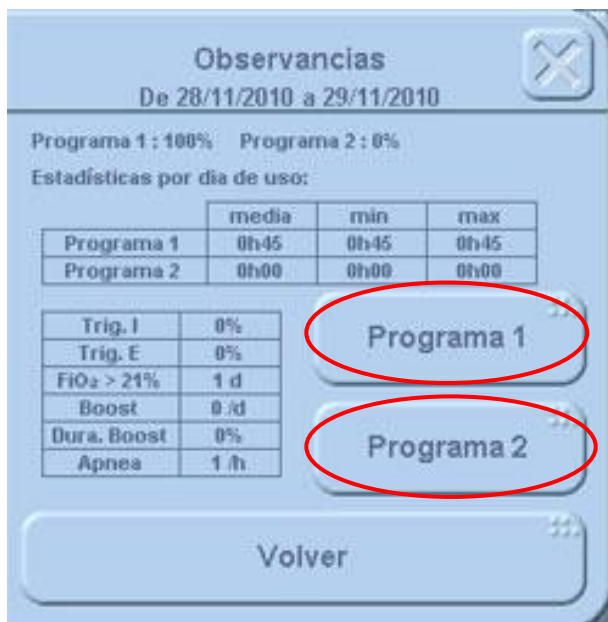 Observancias
De 28/11/2010 a 29/11/2010
Programa 1 : 100% Programa 2 : 0%
Estadísticas por dia de uso:
media min max
Programa 1 0h45 0h45 0h45
Programa 2 0h00 0h00 0h00
Trig. I 0%
Trig. E 0%
FiO₂ > 21% 1 d
Boost 0 /d
Dura. Boost 0%
Apnea 1 /h
Programa 1
Programa 2
Volver